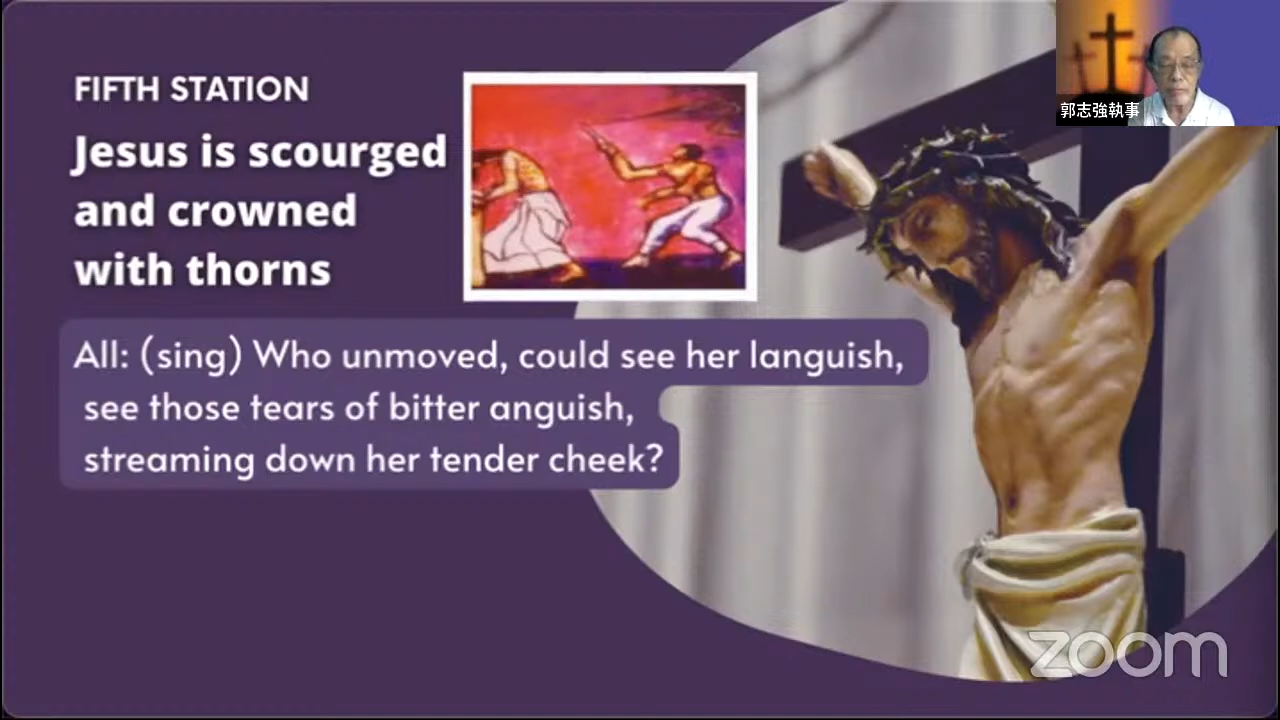 FIFTH STATION
Jesus is scourged
and crowned
with thorns
郭志強執事
All: (sing) Who unmoved, could see her languish,
see those tears of bitter anguish,
streaming down her tender cheek?
zoom